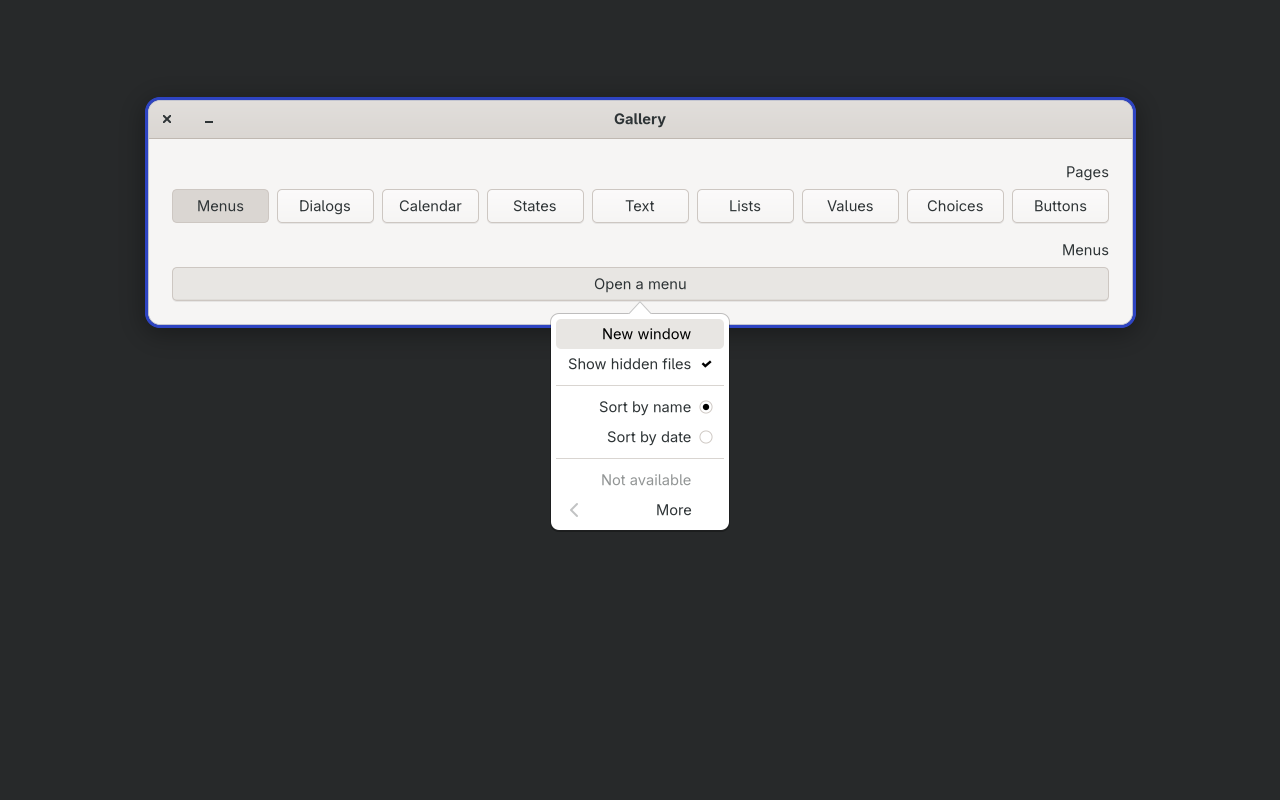 Gallery
Pages
Menus Dialogs Calendar States Text Lists Values Choices Buttons
Menus
Open a menu
New window
Show hidden files
Sort by name
Sort by date
Not available
More